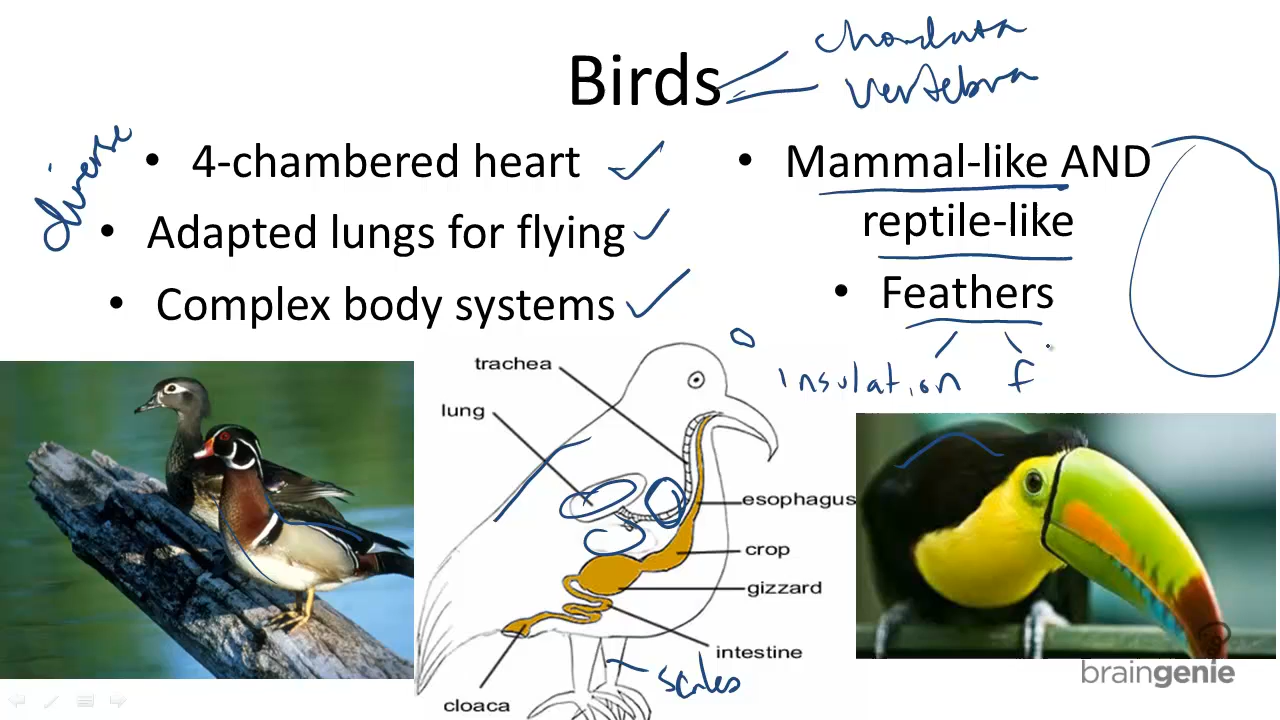 chordata
Birds
vertebra
diverse
• 4-chambered heart
• Adapted lungs for flying
• Complex body systems
• Mammal-like AND
reptile-like
• Feathers
insulation f
trachea
lung
esophagus
crop
gizzard
intestine
scales
cloaca
braingenie